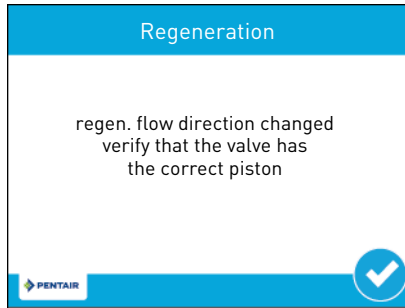 Regeneration
regen. flow direction changed
verify that the valve has
the correct piston
PENTAIR